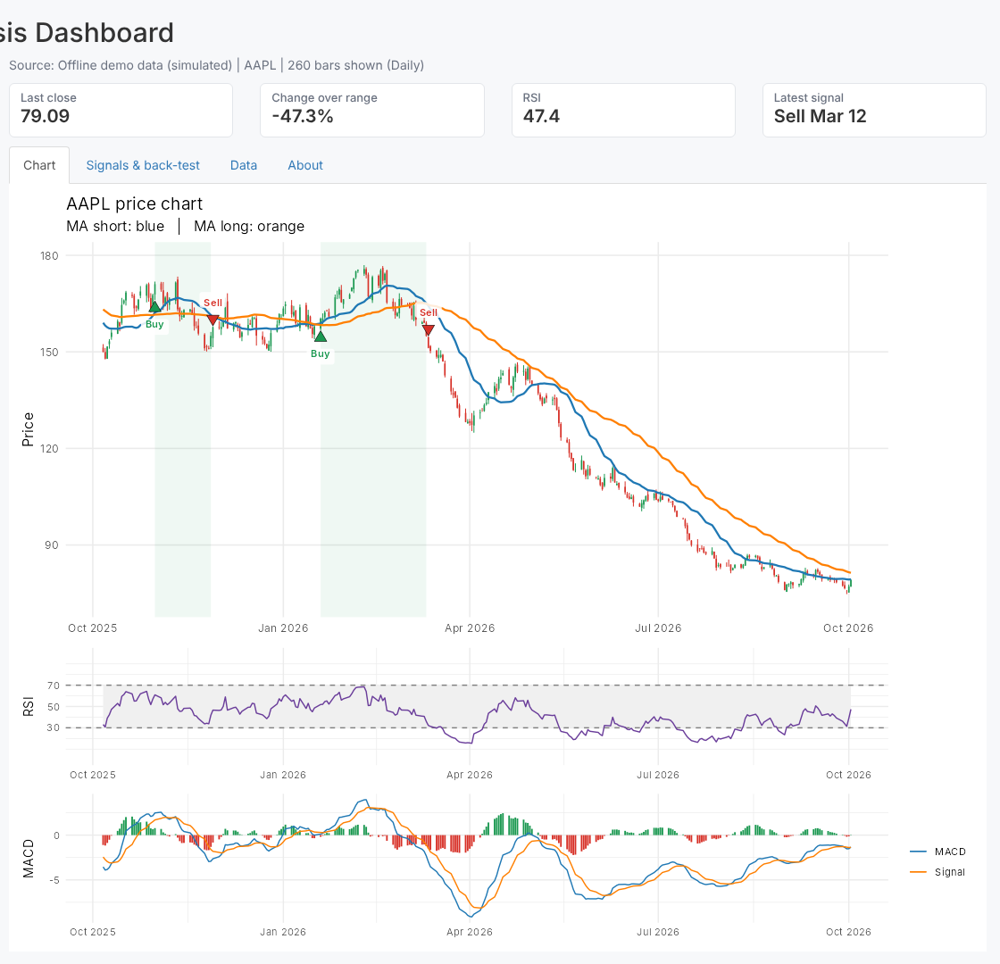 sis Dashboard
Source: Offline demo data (simulated) | AAPL | 260 bars shown (Daily)
Last close
79.09
Change over range
-47.3%
RSI
47.4
Latest signal
Sell Mar 12
Chart Signals & back-test Data About
AAPL price chart
MA short: blue | MA long: orange
Price
180
150
120
90
Buy
Sell
Buy
Sell
Oct 2025 Jan 2026 Apr 2026 Jul 2026 Oct 2026
RSI
70
50
30
Oct 2025 Jan 2026 Apr 2026 Jul 2026 Oct 2026
MACD
0
-5
MACD
Signal
Oct 2025 Jan 2026 Apr 2026 Jul 2026 Oct 2026